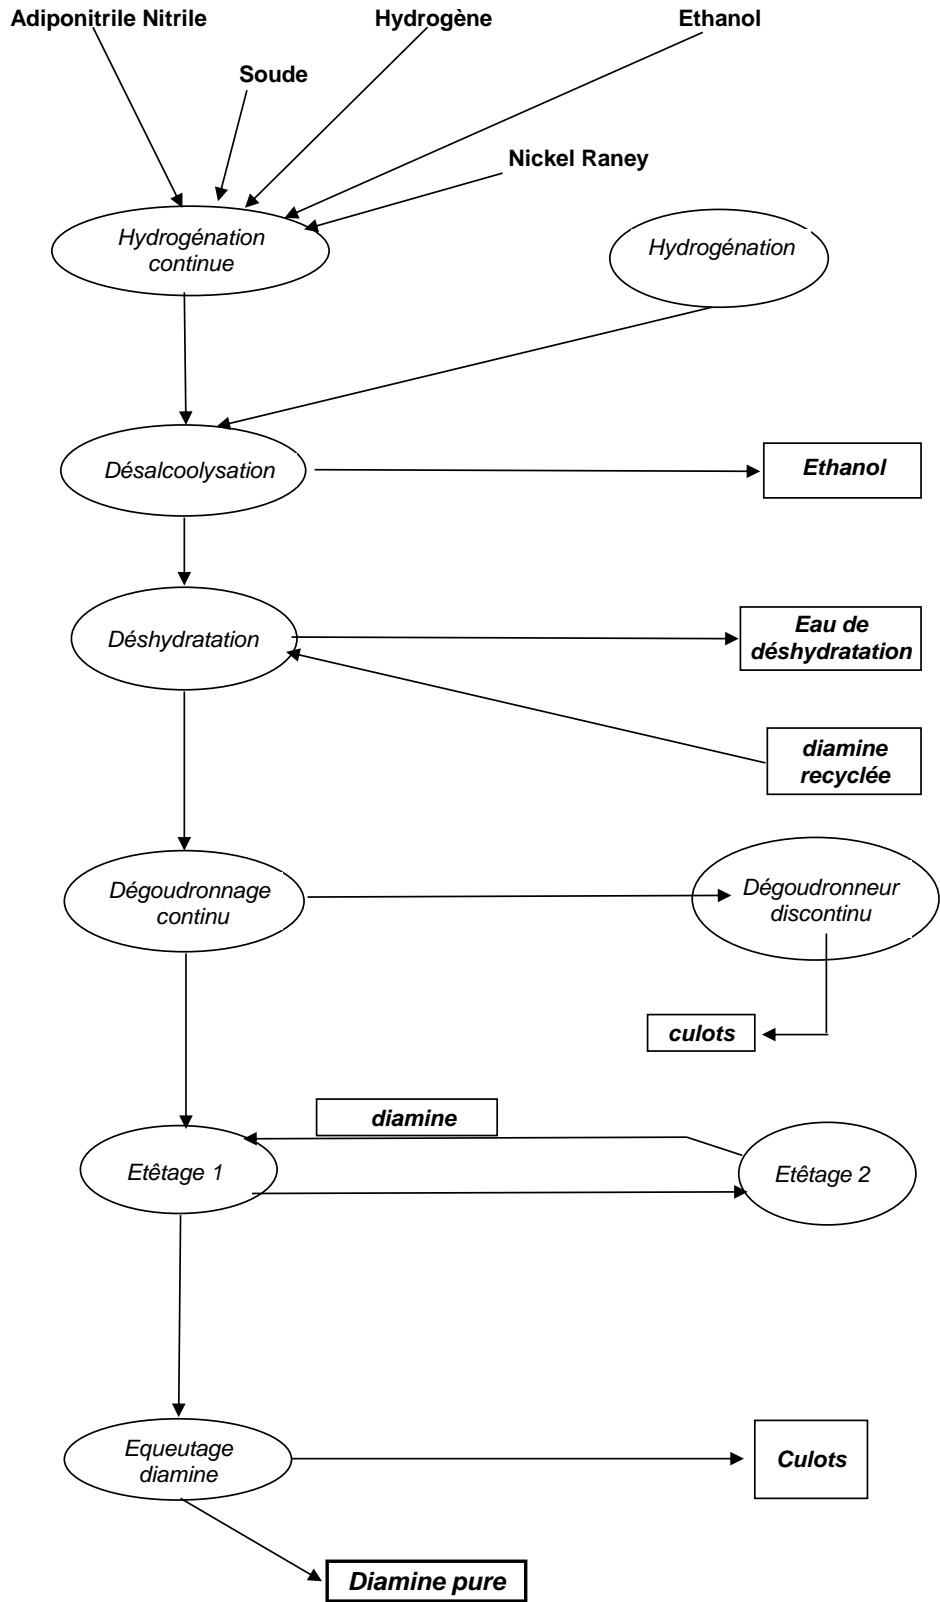 Adiponitrile Nitrile
Hydrogène
Ethanol
Soude
Nickel Raney
Hydrogénation
continue
Hydrogénation
Désalcoolysation
Ethanol
Déshydratation
Eau de
déshydratation
diamine
recyclée
Dégoudronnage
continu
Dégoudronneur
discontinu
culots
diamine
Etêtage 1
Etêtage 2
Equeutage
diamine
Culots
Diamine pure